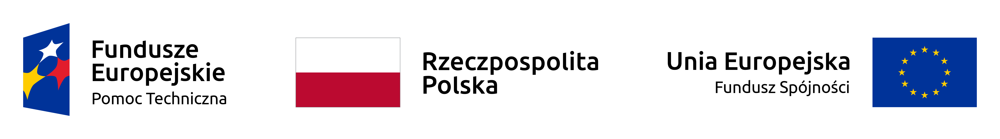 Fundusze
Europejskie
Pomoc Techniczna
Rzeczpospolita
Polska
Unia Europejska
Fundusz Spójności